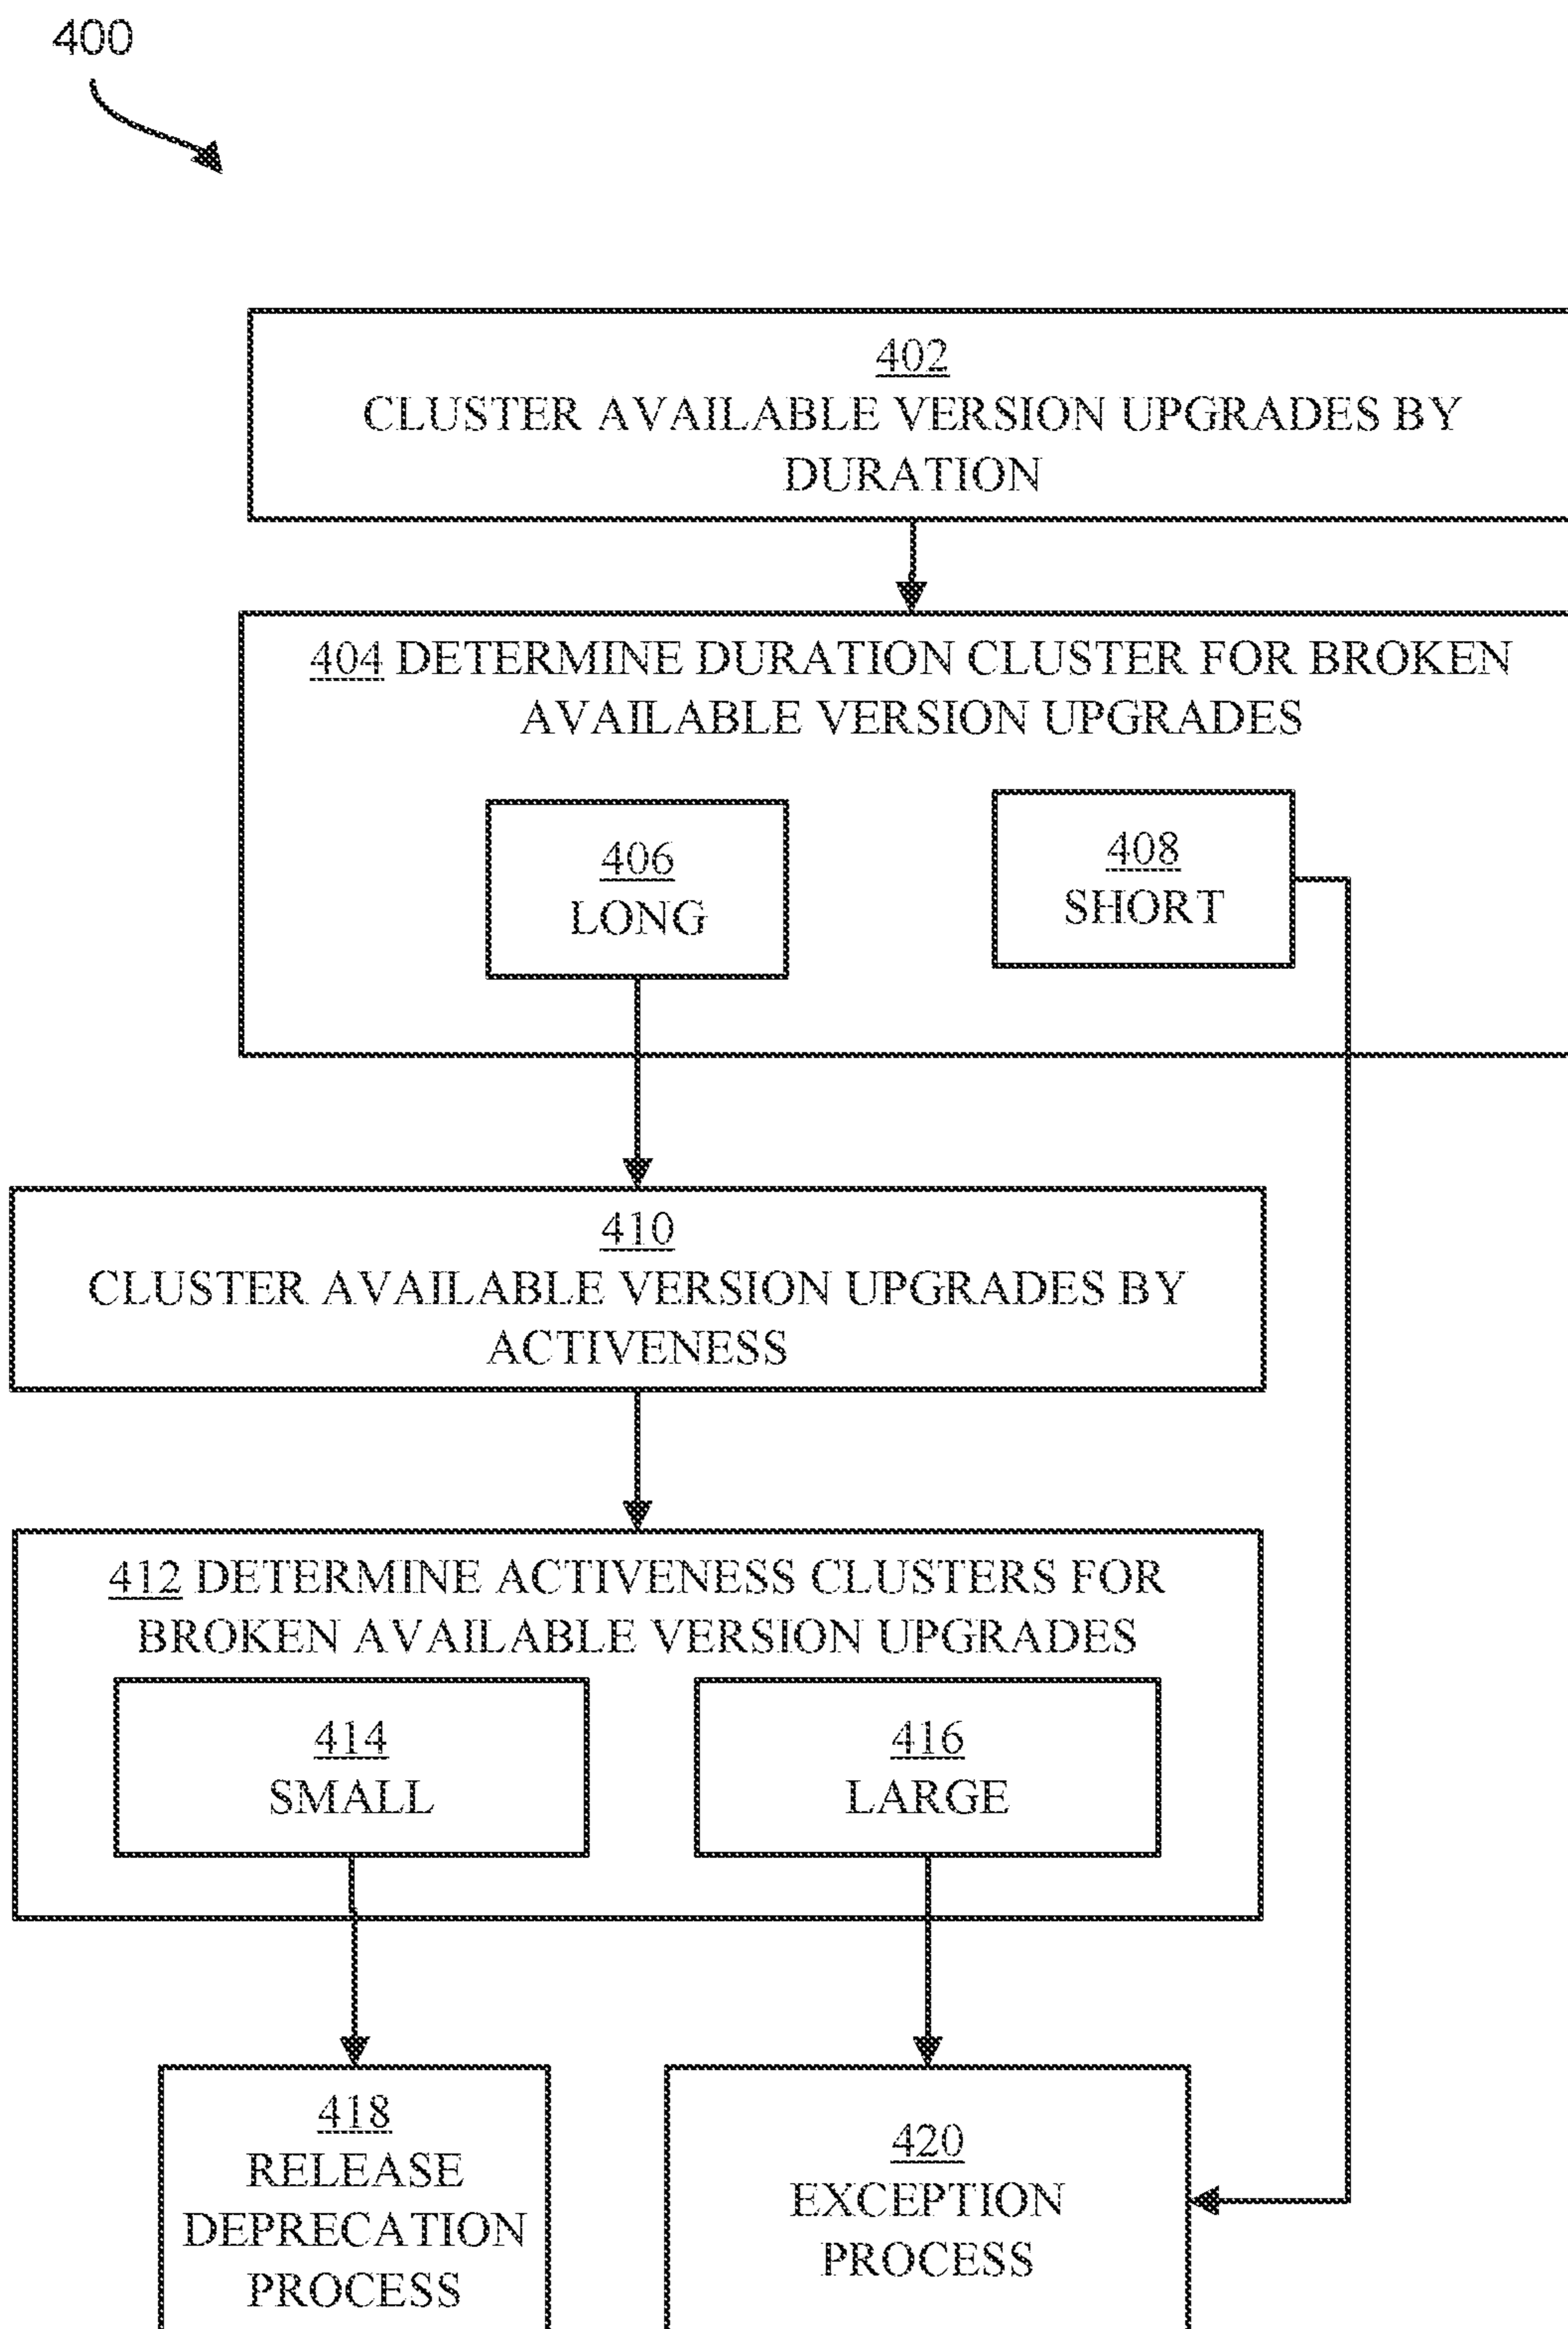 400
402
CLUSTER AVAILABLE VERSION UPGRADES BY
DURATION
404 DETERMINE DURATION CLUSTER FOR BROKEN
AVAILABLE VERSION UPGRADES
406
LONG
408
SHORT
410
CLUSTER AVAILABLE VERSION UPGRADES BY
ACTIVENESS
412 DETERMINE ACTIVENESS CLUSTERS FOR
BROKEN AVAILABLE VERSION UPGRADES
414
SMALL
416
LARGE
418
RELEASE
DEPRECATION
PROCESS
420
EXCEPTION
PROCESS